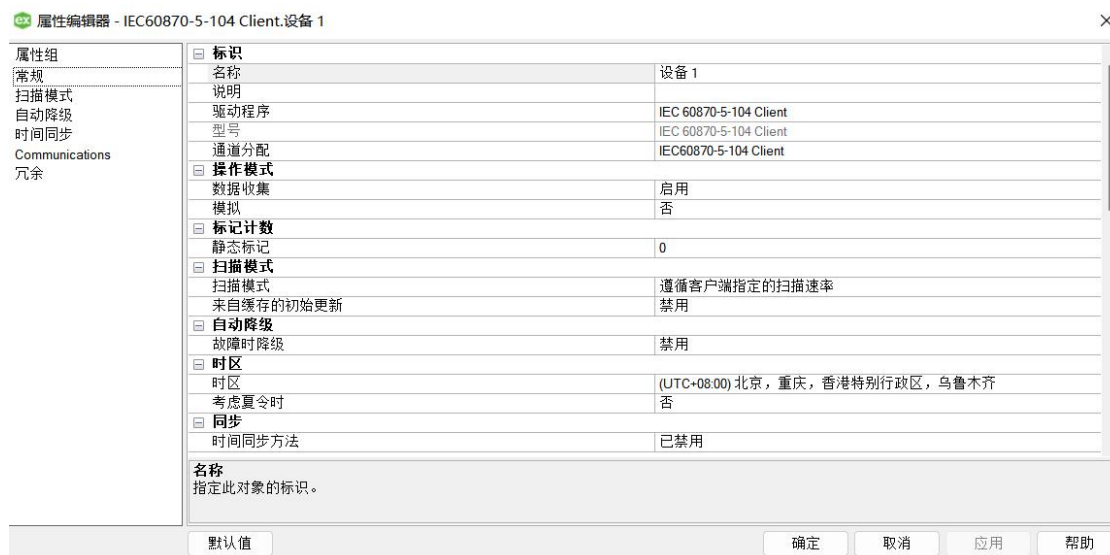 ex 属性编辑器 - IEC60870-5-104 Client.设备 1
属性组
常规
扫描模式
自动降级
时间同步
Communications
冗余
标识
名称 设备 1
说明
驱动程序 IEC 60870-5-104 Client
型号 IEC 60870-5-104 Client
通道分配 IEC60870-5-104 Client
操作模式
数据收集 启用
模拟 否
标记计数
静态标记 0
扫描模式
扫描模式 遵循客户端指定的扫描速率
来自缓存的初始更新 禁用
自动降级
故障时降级 禁用
时区
时区 (UTC+08:00) 北京，重庆，香港特别行政区，乌鲁木齐
考虑夏令时 否
同步
时间同步方法 已禁用
名称
指定此对象的标识。
默认值 确定 取消 应用 帮助